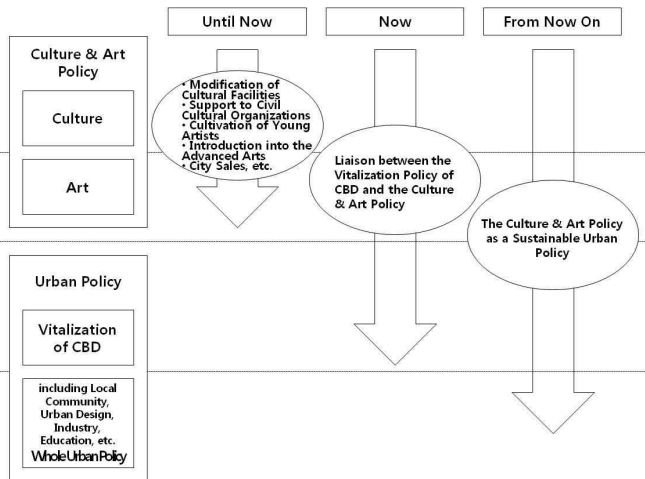 Until Now
Now
From Now On
Culture & Art
Policy
Culture
Art
• Modification of
Cultural Facilities
• Support to Civil
Cultural Organizations
• Cultivation of Young
Artists
• Introduction into the
Advanced Arts
• City Sales, etc.
Liaison between the
Vitalization Policy of
CBD and the Culture
& Art Policy
The Culture & Art Policy
as a Sustainable Urban
Policy
Urban Policy
Vitalization
of CBD
including Local
Community,
Urban Design,
Industry,
Education, etc.
Whole Urban Policy